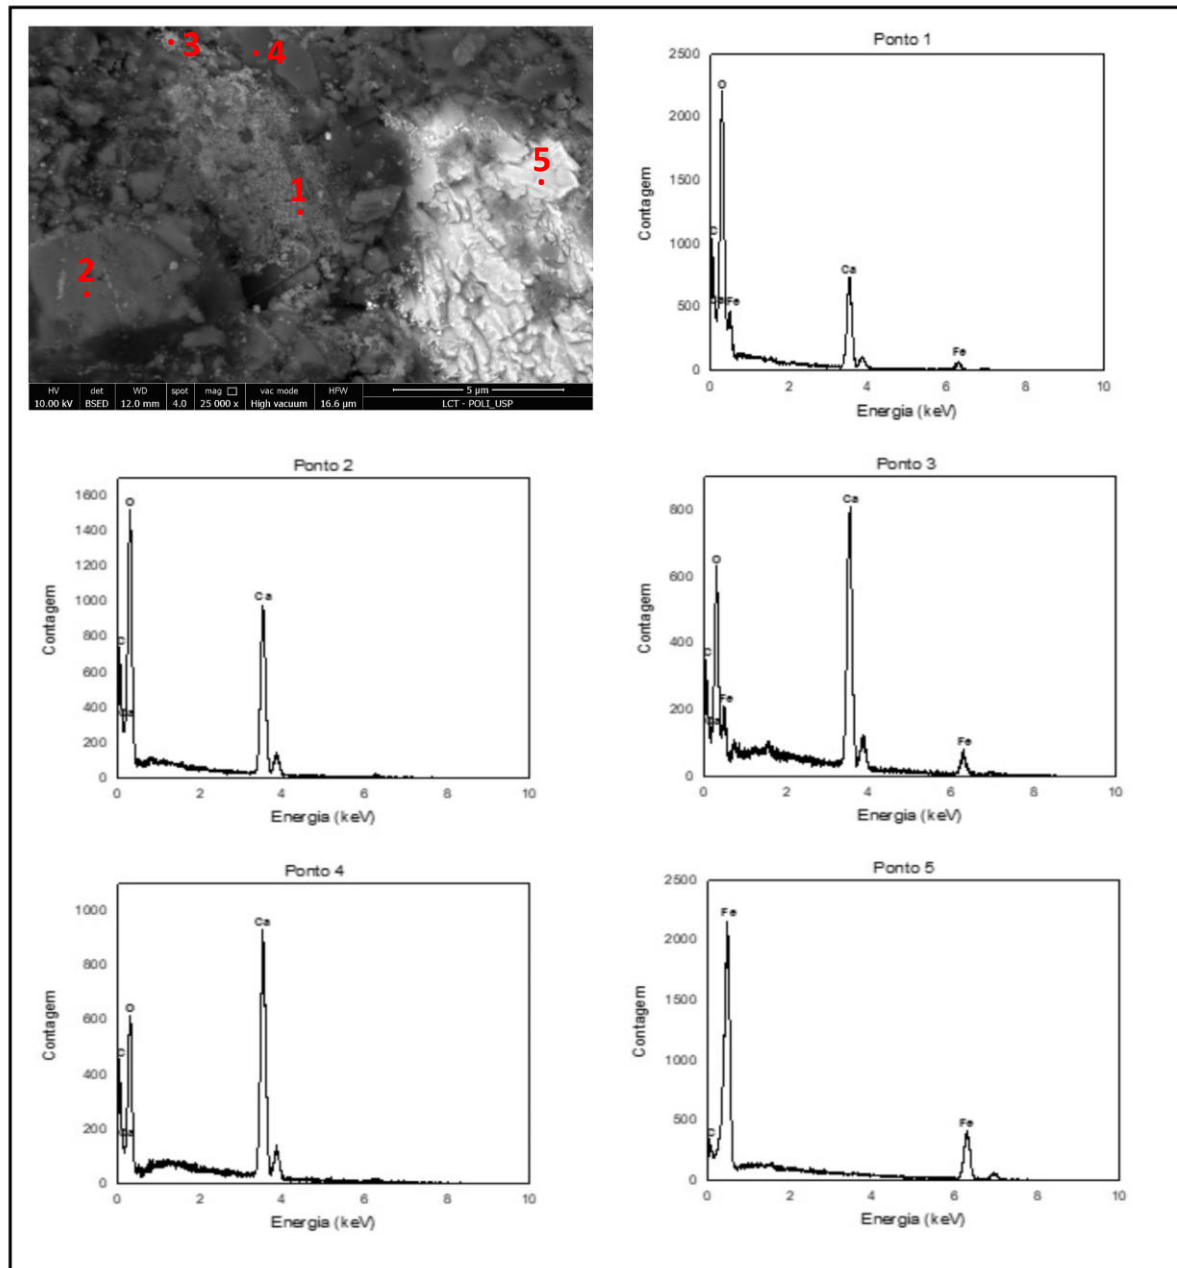 3
4
1
5
2
HV det WD spot mag □ vac mode HFW 5 µm
10.00 kV BSED 12.0 mm 4.0 25 000 x High vacuum 16.6 µm LCT - POLI_USP
Ponto 1
2500
2000
1500
1000
500
0
Contagem
O
C
Ca
Fe
Ca
Fe
0 2 4 6 8 10
Energia (keV)
Ponto 2
1600
1400
1200
1000
800
600
400
200
0
Contagem
O
C
Ca
Ca
0 2 4 6 8 10
Energia (keV)
Ponto 3
800
600
400
200
0
Contagem
Ca
O
C
Ca
Fe
Fe
0 2 4 6 8 10
Energia (keV)
Ponto 4
1000
800
600
400
200
0
Contagem
Ca
O
C
Ca
0 2 4 6 8 10
Energia (keV)
Ponto 5
2500
2000
1500
1000
500
0
Contagem
Fe
C
Fe
0 2 4 6 8 10
Energia (keV)